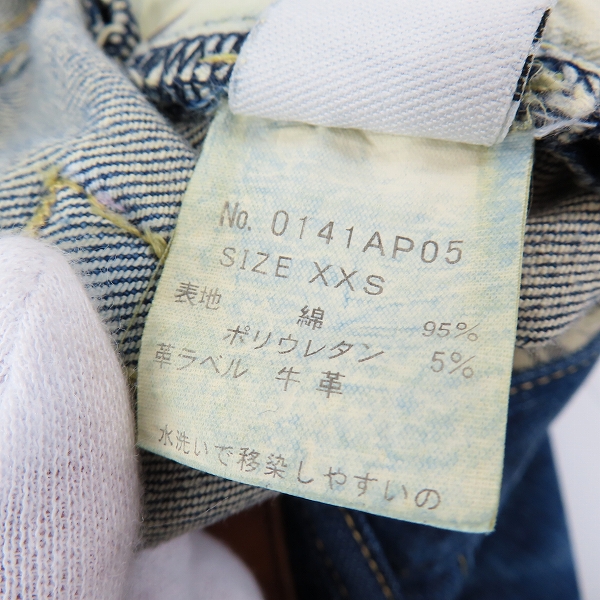 No. 0141AP05
SIZE XXS
表地 綿 95%
ポリウレタン 5%
革ラベル 牛革
水洗いで移染しやすいの